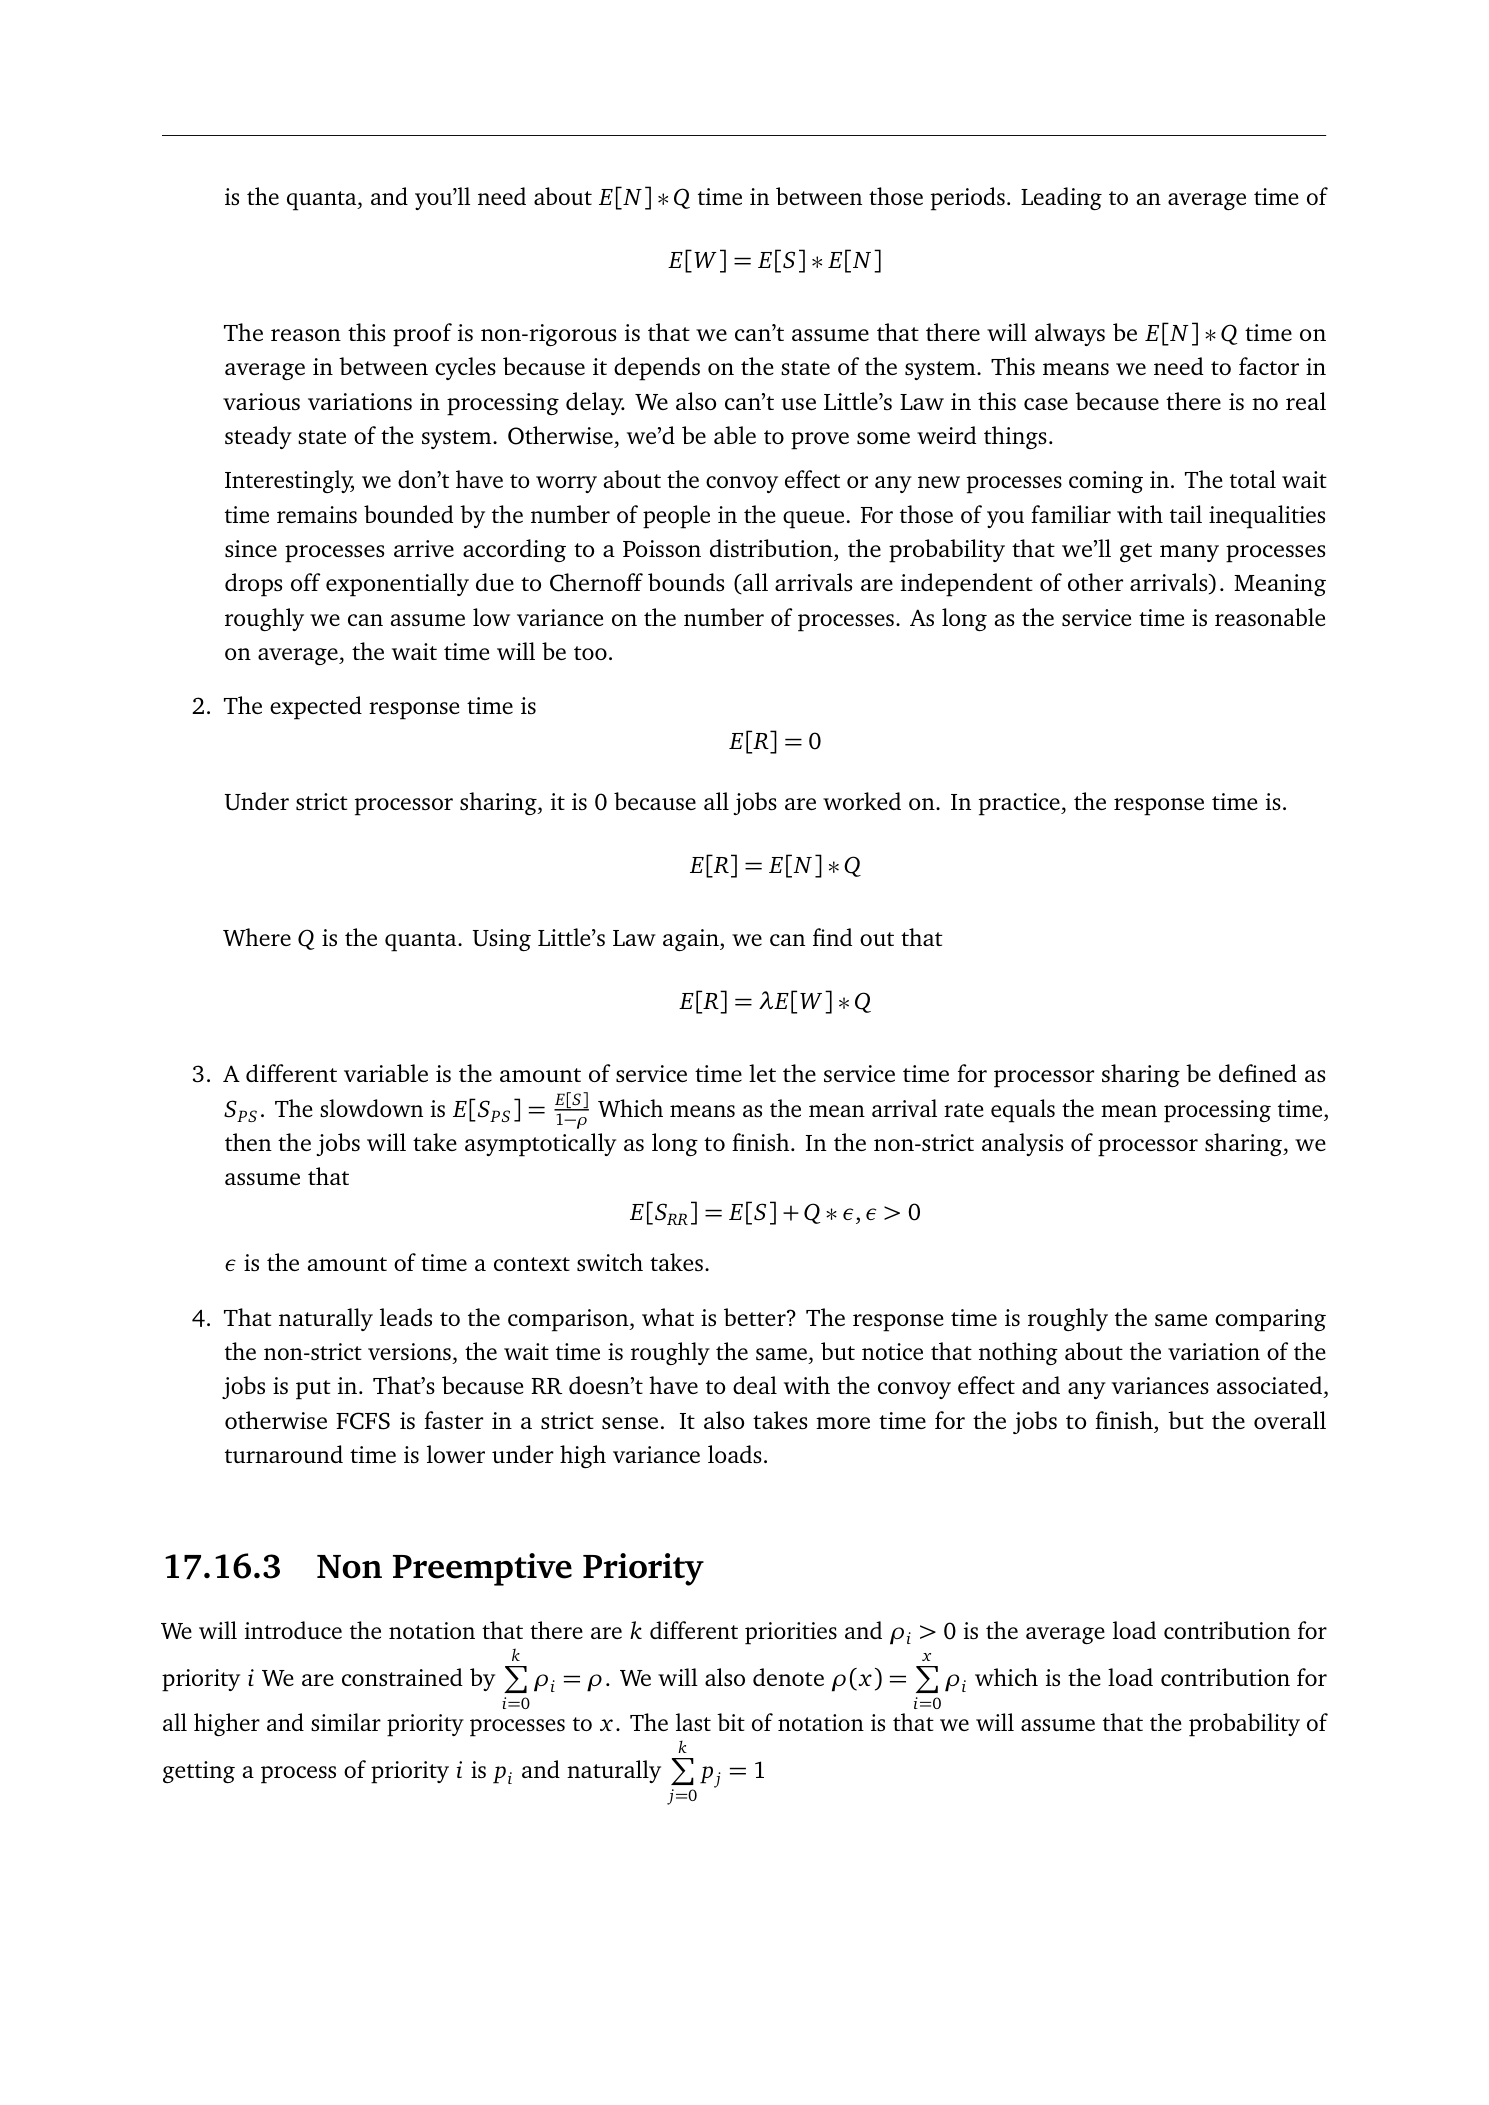 is the quanta, and you’ll need about E[N] ∗ Q time in between those periods. Leading to an average time of
E[W] = E[S] ∗ E[N]
The reason this proof is non-rigorous is that we can’t assume that there will always be E[N] ∗ Q time on
average in between cycles because it depends on the state of the system. This means we need to factor in
various variations in processing delay. We also can’t use Little’s Law in this case because there is no real
steady state of the system. Otherwise, we’d be able to prove some weird things.
Interestingly, we don’t have to worry about the convoy effect or any new processes coming in. The total wait
time remains bounded by the number of people in the queue. For those of you familiar with tail inequalities
since processes arrive according to a Poisson distribution, the probability that we’ll get many processes
drops off exponentially due to Chernoff bounds (all arrivals are independent of other arrivals). Meaning
roughly we can assume low variance on the number of processes. As long as the service time is reasonable
on average, the wait time will be too.
2. The expected response time is
E[R] = 0
Under strict processor sharing, it is 0 because all jobs are worked on. In practice, the response time is.
E[R] = E[N] ∗ Q
Where Q is the quanta. Using Little’s Law again, we can find out that
E[R] = λE[W] ∗ Q
3. A different variable is the amount of service time let the service time for processor sharing be defined as
S_{PS}. The slowdown is E[S_{PS}] = \frac{E[S]}{1−ρ} Which means as the mean arrival rate equals the mean processing time,
then the jobs will take asymptotically as long to finish. In the non-strict analysis of processor sharing, we
assume that
E[S_{RR}] = E[S] + Q ∗ ϵ, ϵ > 0
ϵ is the amount of time a context switch takes.
4. That naturally leads to the comparison, what is better? The response time is roughly the same comparing
the non-strict versions, the wait time is roughly the same, but notice that nothing about the variation of the
jobs is put in. That’s because RR doesn’t have to deal with the convoy effect and any variances associated,
otherwise FCFS is faster in a strict sense. It also takes more time for the jobs to finish, but the overall
turnaround time is lower under high variance loads.
17.16.3 Non Preemptive Priority
We will introduce the notation that there are k different priorities and ρ_i > 0 is the average load contribution for
priority i We are constrained by \sum_{i=0}^{k} ρ_i = ρ. We will also denote ρ(x) = \sum_{i=0}^{x} ρ_i which is the load contribution for
all higher and similar priority processes to x. The last bit of notation is that we will assume that the probability of
getting a process of priority i is p_i and naturally \sum_{j=0}^{k} p_j = 1